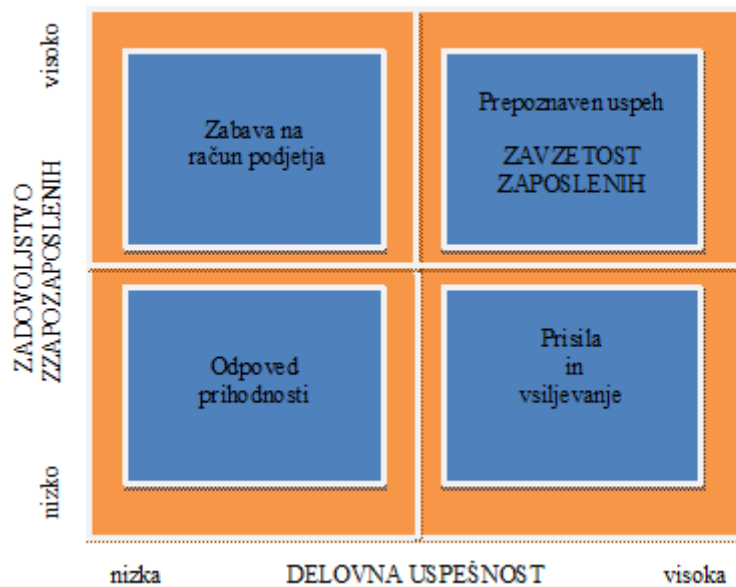 visoko
Zabava na
račun podjetja
Prepoznaven uspeh
ZAVZETOST
ZAPOSLENIH
ZADOVOLJSTVO
ZZAPOZAPOSLENIH
Odpoved
prihodnosti
Prisila
in
vsiljevanje
nizko
nizka
DELOVNA USPEŠNOST
visoka